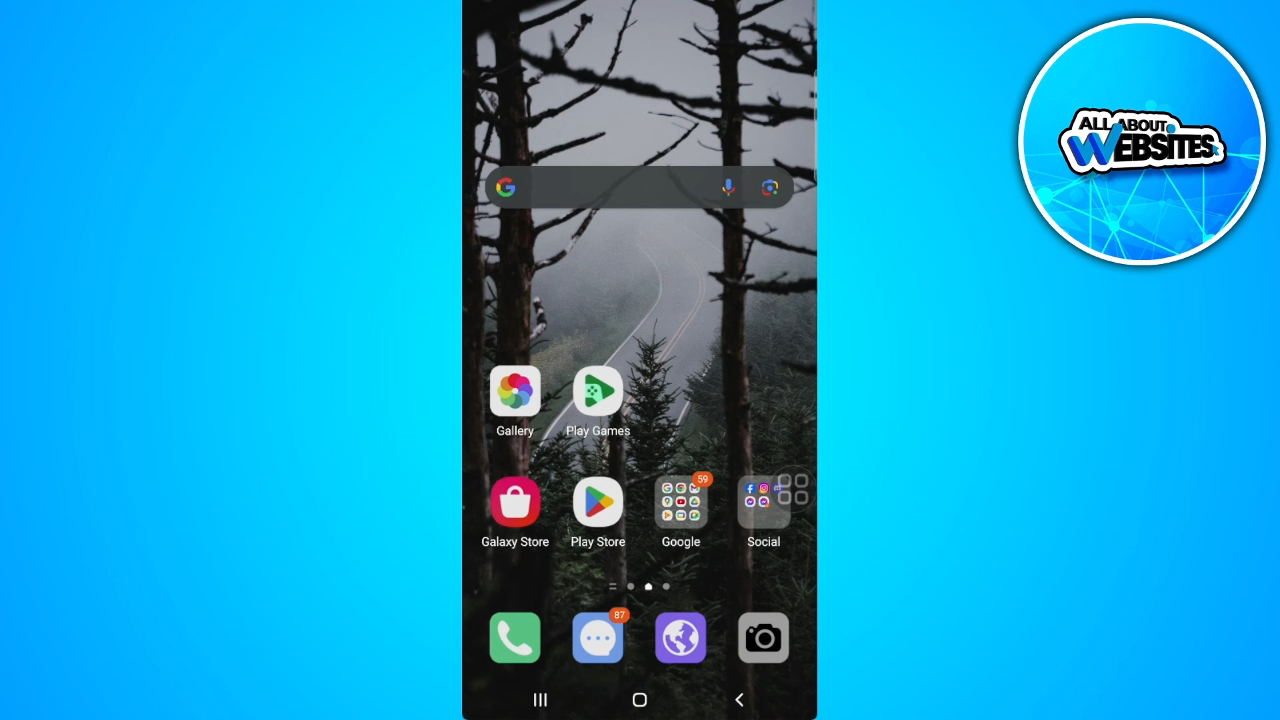 ALL ABOUT
WEBSITES
G
Gallery
Play Games
59
Galaxy Store
Play Store
Google
Social
87